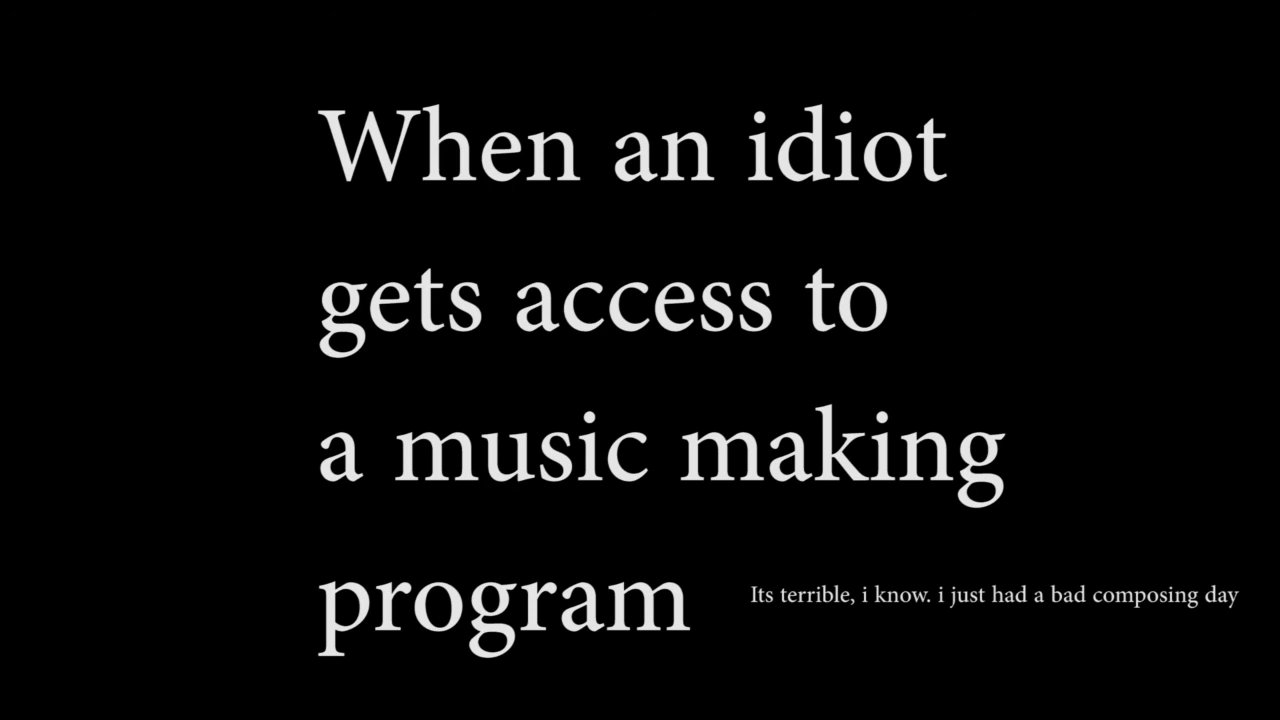 When an idiot
gets access to
a music making
program
Its terrible, i know. i just had a bad composing day